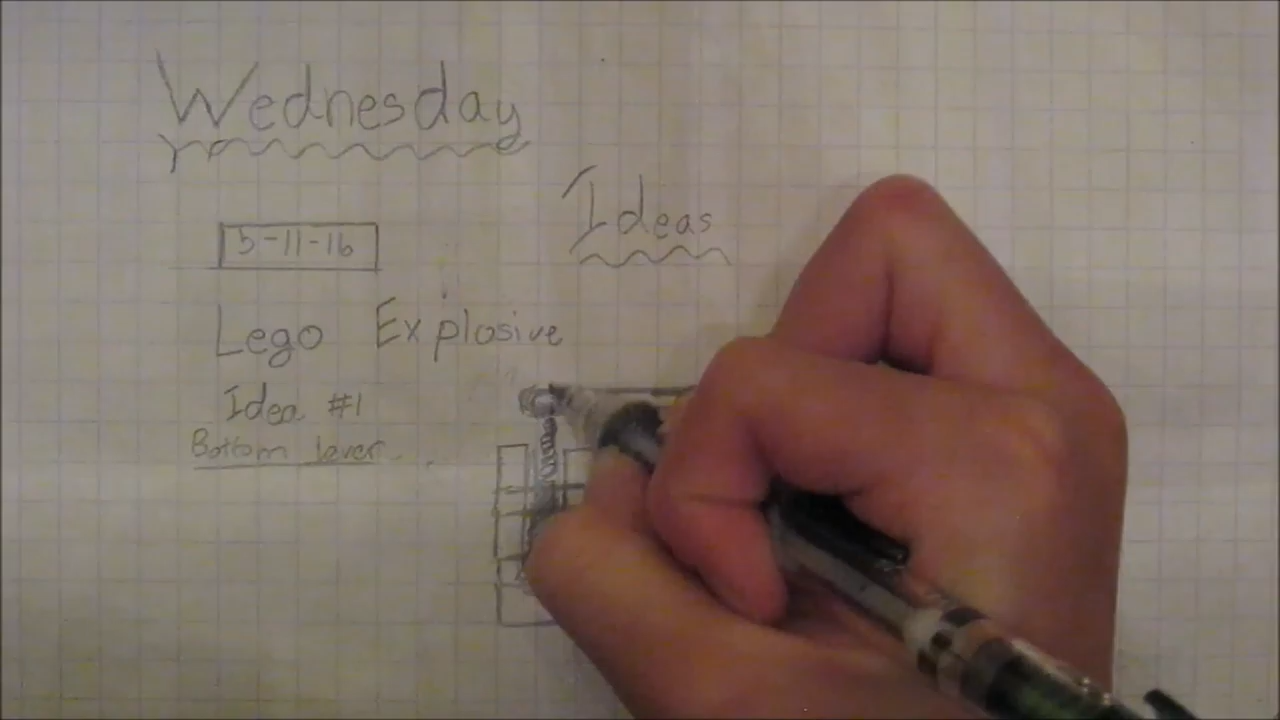 Wednesday
Ideas
5-11-16
Lego Explosive
Idea #1
Bottom lever